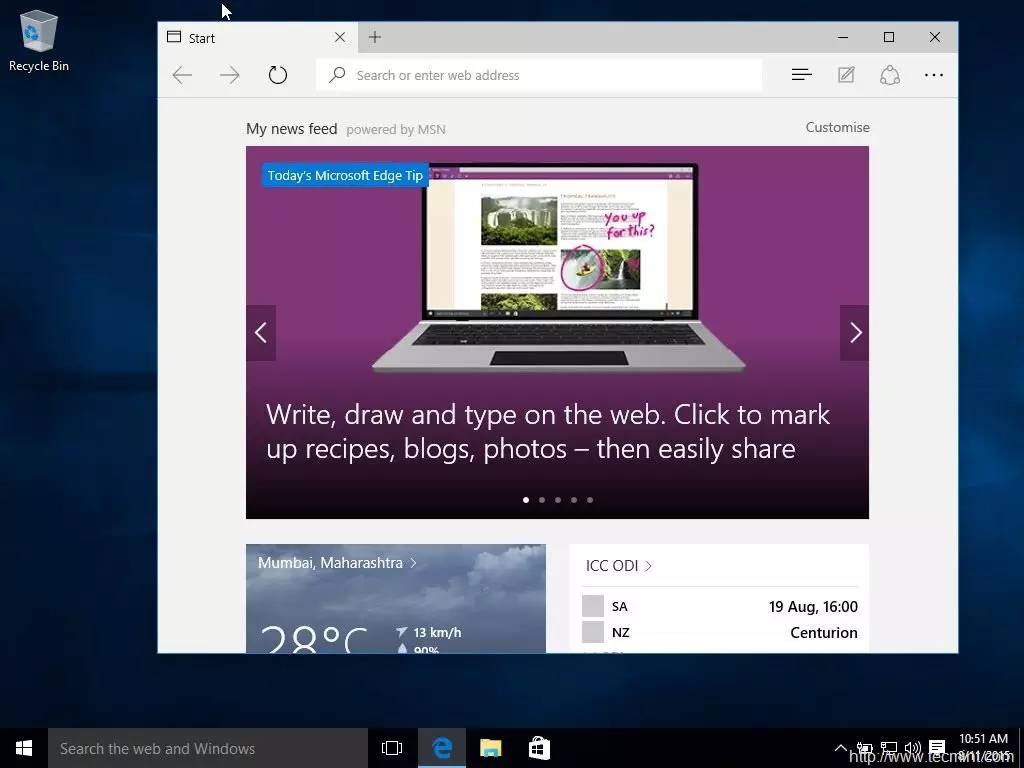 Recycle Bin
Start
Search or enter web address
My news feed powered by MSN
Customise
Today's Microsoft Edge Tip
you up
for this?
Write, draw and type on the web. Click to mark
up recipes, blogs, photos – then easily share
Mumbai, Maharashtra
28°C
13 km/h
90%
ICC ODI
SA
19 Aug, 16:00
NZ
Centurion
Search the web and Windows
10:51 AM
8/11/2015
http://www.tecmint.com